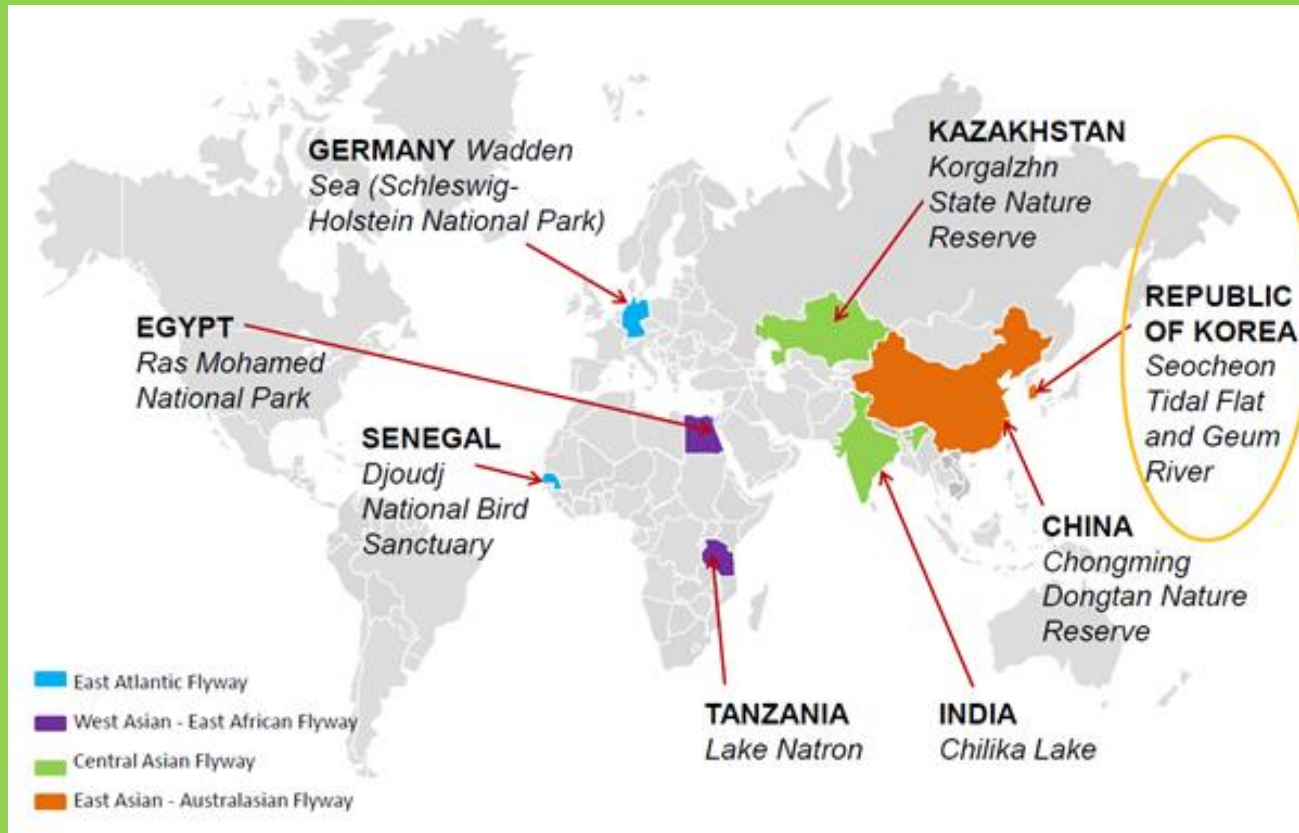 GERMANY Wadden
Sea (Schleswig-
Holstein National Park)
KAZAKHSTAN
Korgalzhn
State Nature
Reserve
EGYPT
Ras Mohamed
National Park
REPUBLIC
OF KOREA
Seocheon
Tidal Flat
and Geum
River
SENEGAL
Djoudj
National Bird
Sanctuary
CHINA
Chongming
Dongtan Nature
Reserve
TANZANIA
Lake Natron
INDIA
Chilika Lake
East Atlantic Flyway
West Asian - East African Flyway
Central Asian Flyway
East Asian - Australasian Flyway